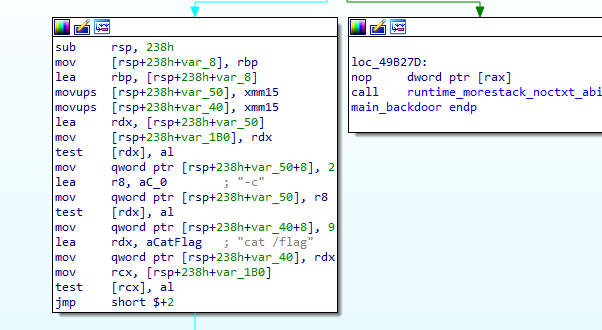 sub rsp, 238h
mov [rsp+238h+var_8], rbp
lea rbp, [rsp+238h+var_8]
movups [rsp+238h+var_50], xmm15
movups [rsp+238h+var_40], xmm15
lea rdx, [rsp+238h+var_50]
mov [rsp+238h+var_1B0], rdx
test [rdx], al
mov qword ptr [rsp+238h+var_50+8], 2
lea r8, aC_0 ; "-c"
mov qword ptr [rsp+238h+var_50], r8
test [rdx], al
mov qword ptr [rsp+238h+var_40+8], 9
lea rdx, aCatFlag ; "cat /flag"
mov qword ptr [rsp+238h+var_40], rdx
mov rcx, [rsp+238h+var_1B0]
test [rcx], al
jmp short $+2
loc_49B27D:
nop dword ptr [rax]
call runtime_morestack_noctxt_abi
main_backdoor endp